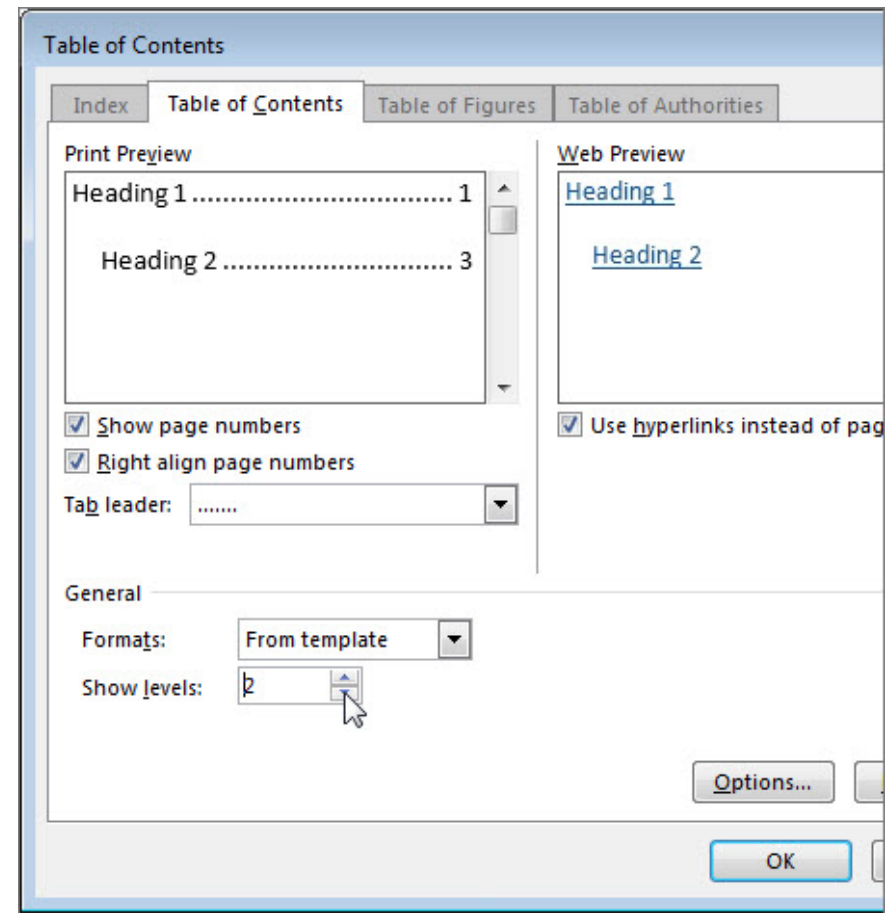 Table of Contents
Index Table of Contents Table of Figures Table of Authorities
Print Preview
Heading 1 .................................. 1
Heading 2 .............................. 3
Show page numbers
Right align page numbers
Tab leader: .......
Web Preview
Heading 1
Heading 2
Use hyperlinks instead of pag
General
Formats: From template
Show levels: 2
Options...
OK